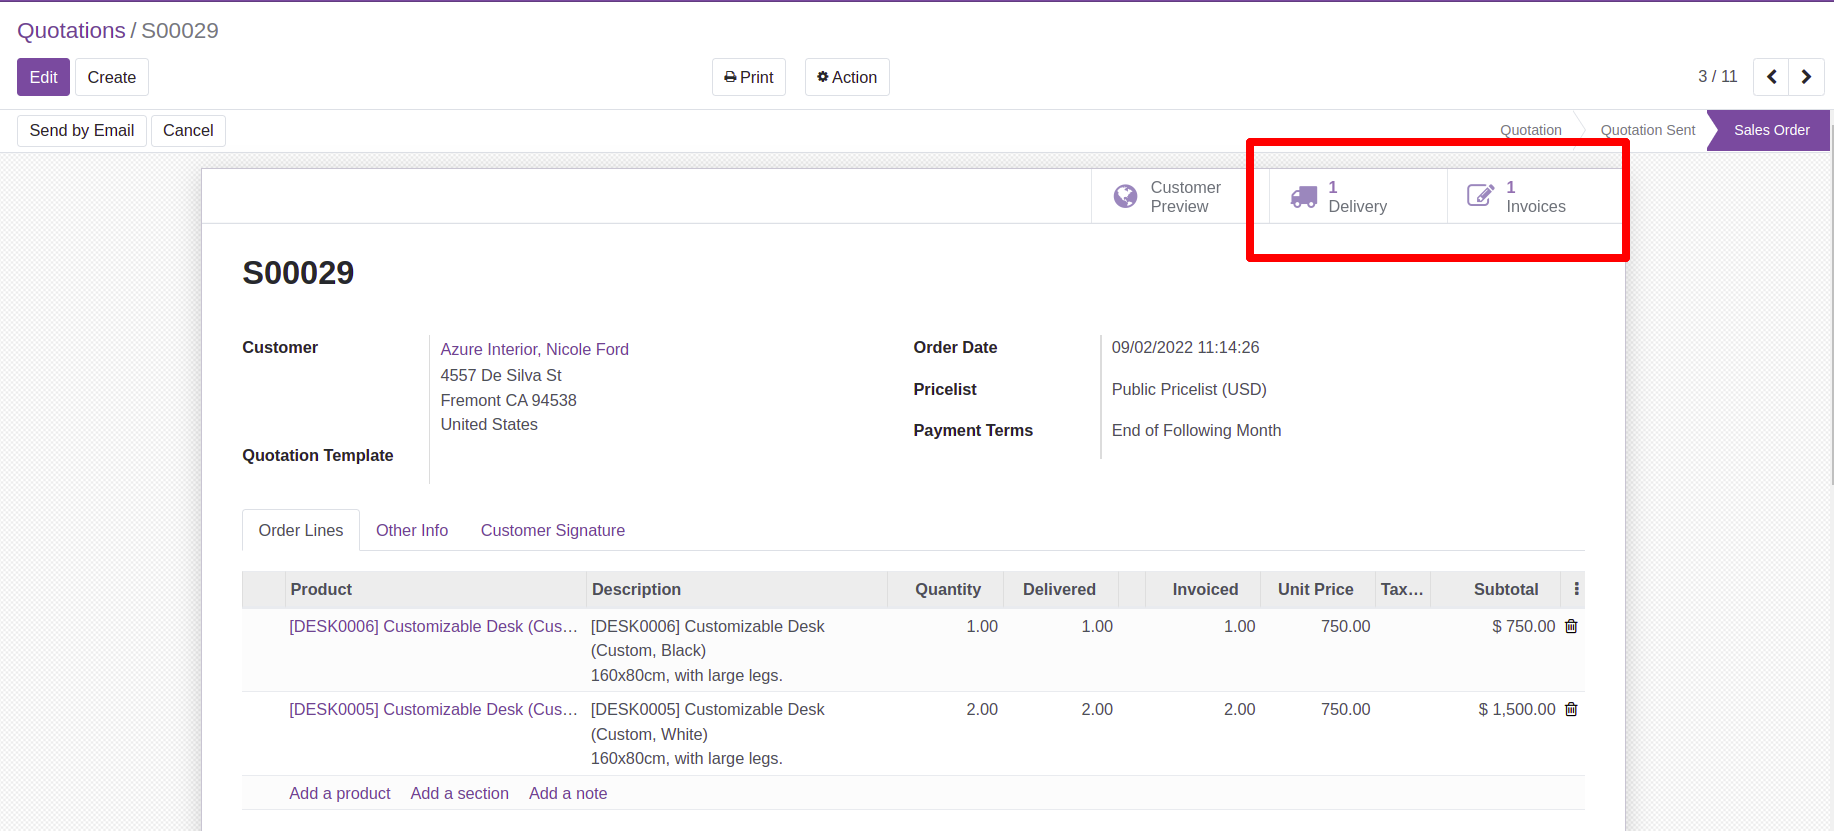 Quotations / S00029
Edit Create Print Action 3 / 11
Send by Email Cancel Quotation Quotation Sent Sales Order
Customer Preview
1 Delivery
1 Invoices
S00029
Customer Azure Interior, Nicole Ford
4557 De Silva St
Fremont CA 94538
United States
Quotation Template
Order Date 09/02/2022 11:14:26
Pricelist Public Pricelist (USD)
Payment Terms End of Following Month
Order Lines Other Info Customer Signature
Product Description Quantity Delivered Invoiced Unit Price Tax… Subtotal
[DESK0006] Customizable Desk (Cus… [DESK0006] Customizable Desk 1.00 1.00 1.00 750.00 $ 750.00
(Custom, Black)
160x80cm, with large legs.
[DESK0005] Customizable Desk (Cus… [DESK0005] Customizable Desk 2.00 2.00 2.00 750.00 $ 1,500.00
(Custom, White)
160x80cm, with large legs.
Add a product Add a section Add a note